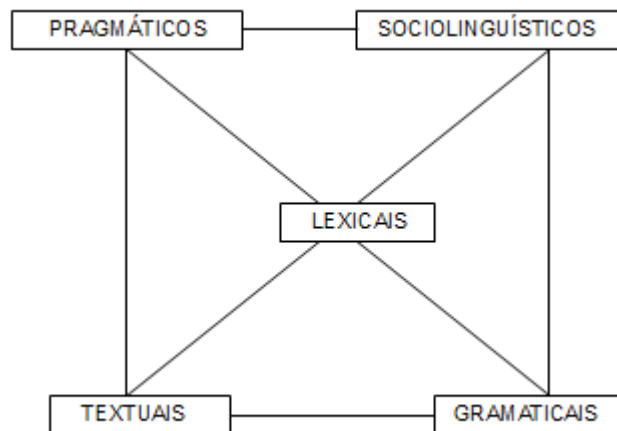 PRAGMÁTICOS
SOCIOLINGUÍSTICOS
LEXICAIS
TEXTUAIS
GRAMATICAIS